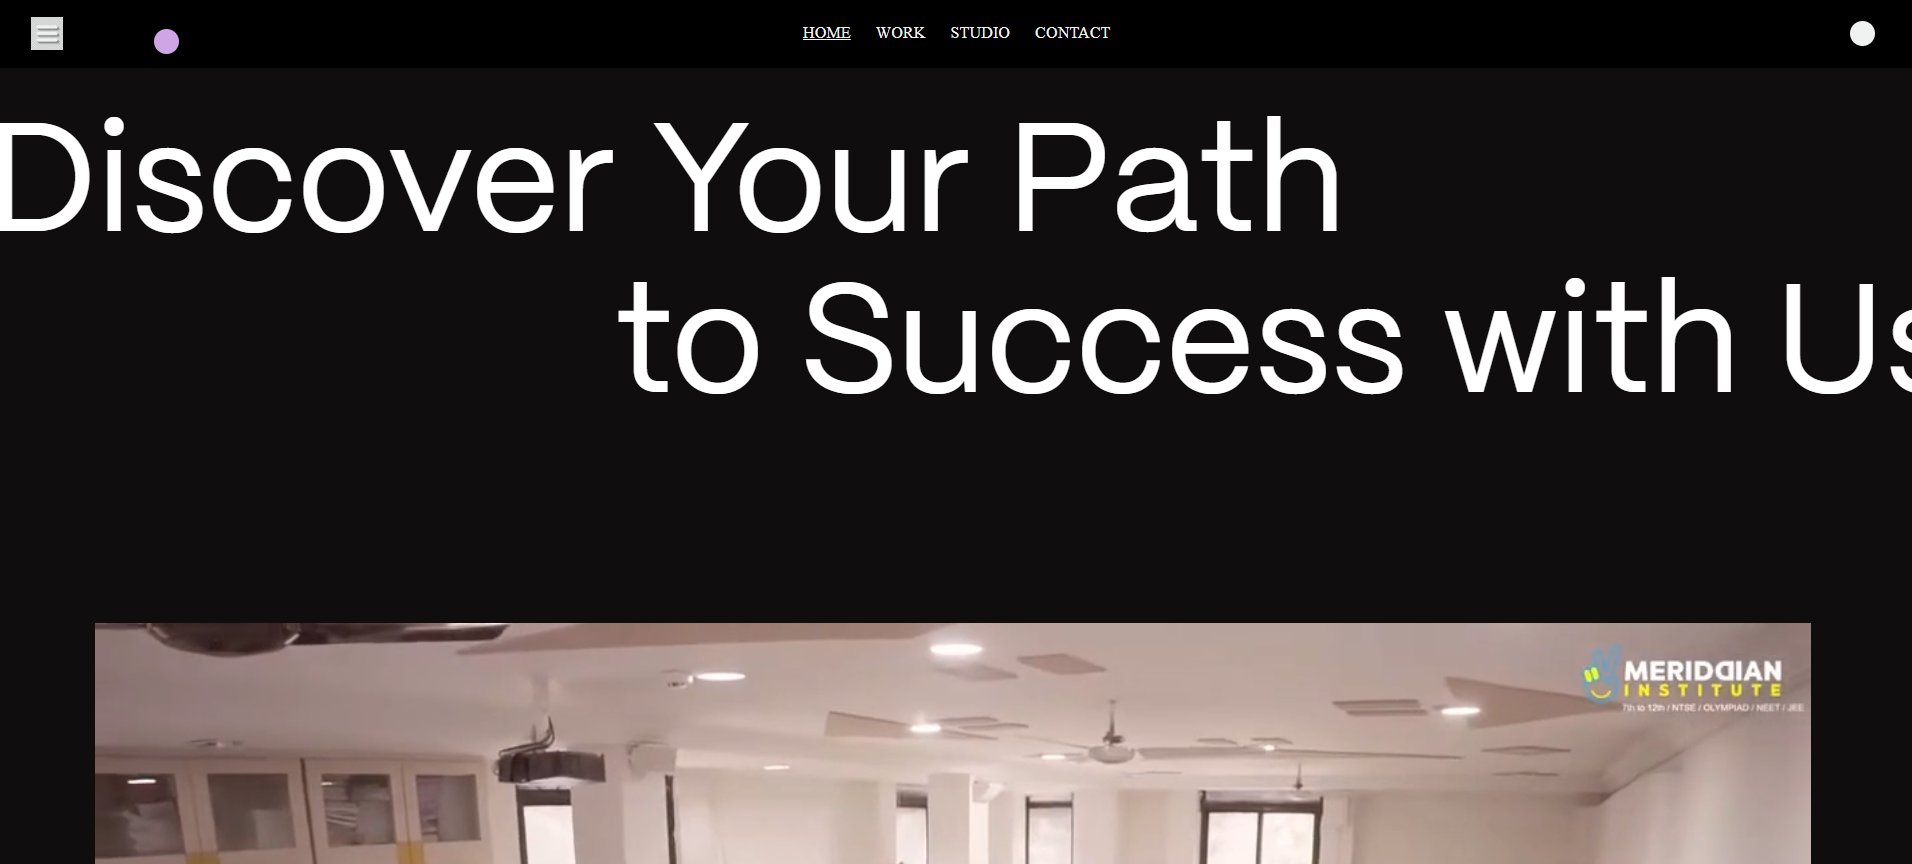 HOME WORK STUDIO CONTACT
Discover Your Path
to Success with Us
MERIDDIAN
INSTITUTE
7th to 12th / NTSE / OLYMPIAD / NEET / JEE